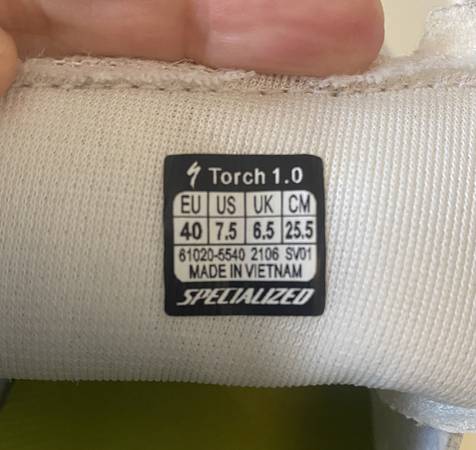 Torch 1.0
EU US UK CM
40 7.5 6.5 25.5
61020-5540 2106 SV01
MADE IN VIETNAM
SPECIALIZED